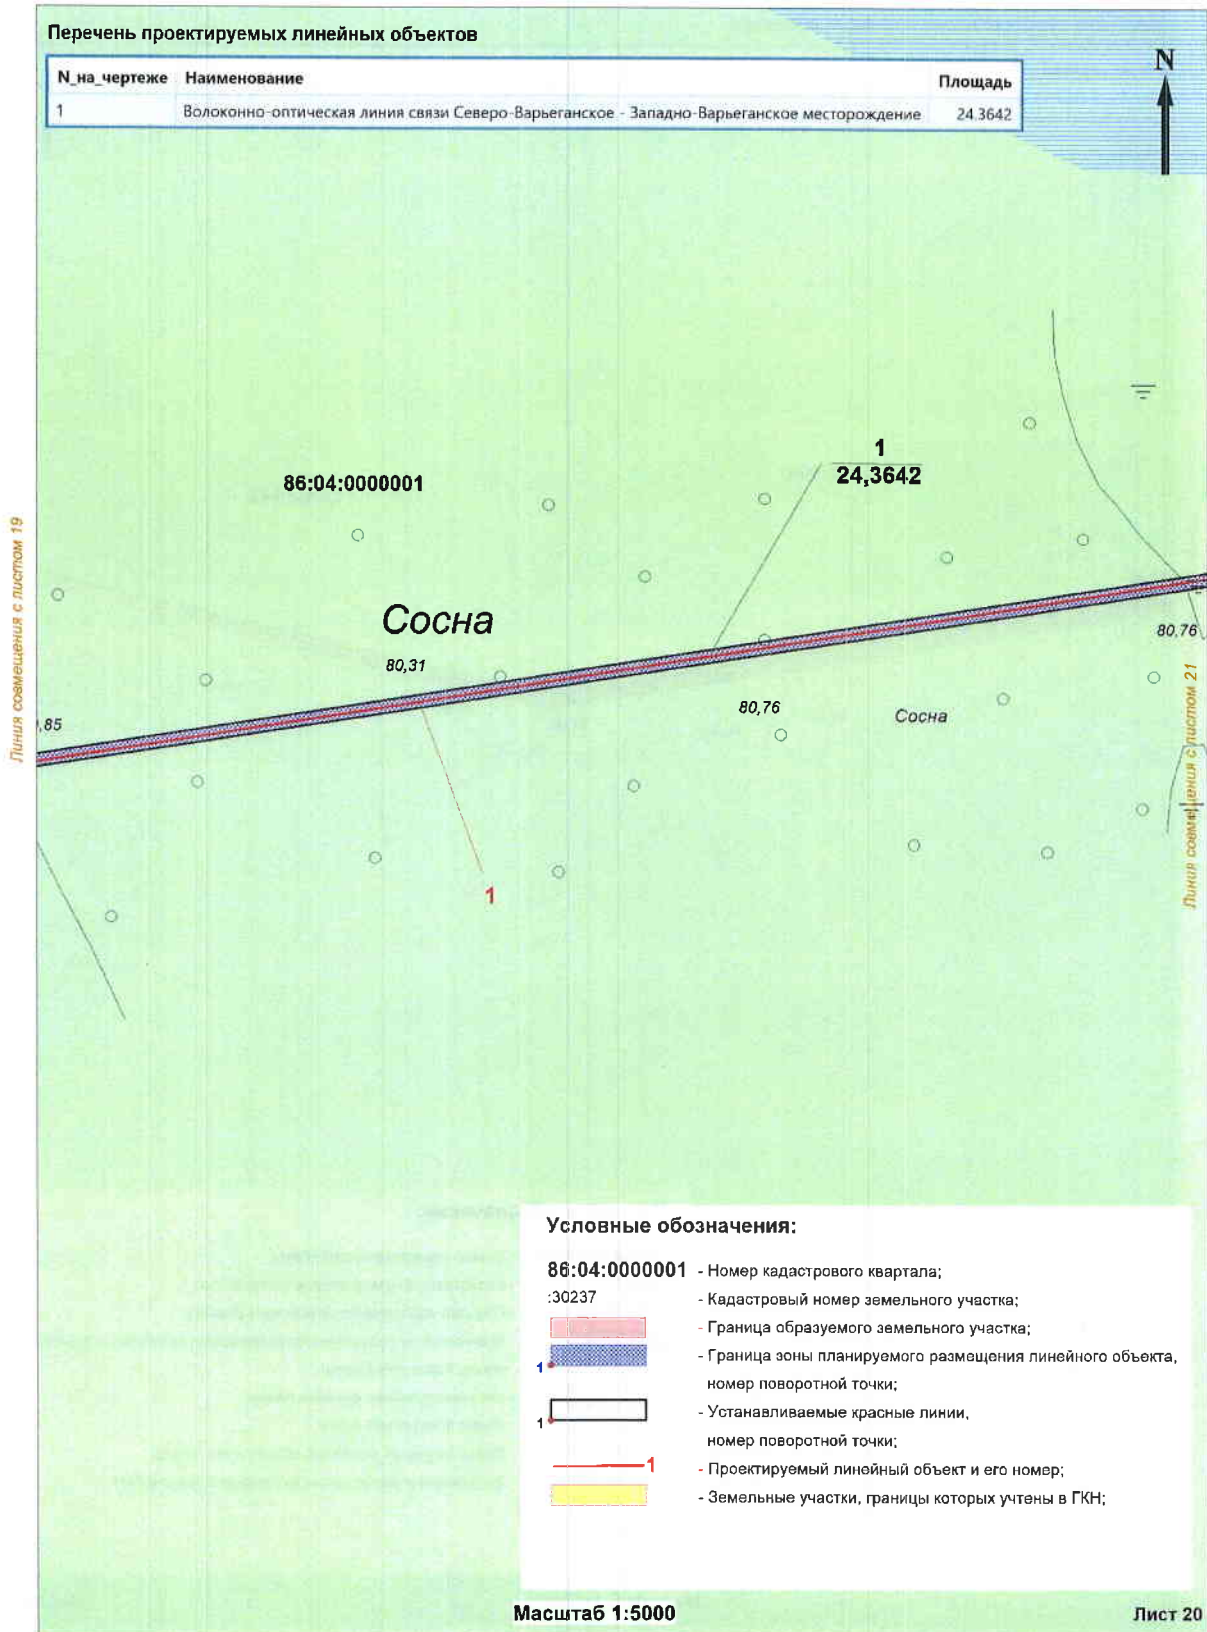 Перечень проектируемых линейных объектов
N_на_чертеже Наименование Площадь
1 Волоконно-оптическая линия связи Северо-Варьеганское - Западно-Варьеганское месторождение 24.3642
N
1
24,3642
86:04:0000001
Линия совмещения с листом 19
Сосна
80,31
80,76
,85
80,76
Сосна
Линия совмещения с листом 21
1
Условные обозначения:
86:04:0000001 - Номер кадастрового квартала;
:30237 - Кадастровый номер земельного участка;
- Граница образуемого земельного участка;
1 - Граница зоны планируемого размещения линейного объекта,
номер поворотной точки;
1 - Устанавливаемые красные линии,
номер поворотной точки;
1 - Проектируемый линейный объект и его номер;
- Земельные участки, границы которых учтены в ГКН;
Масштаб 1:5000
Лист 20